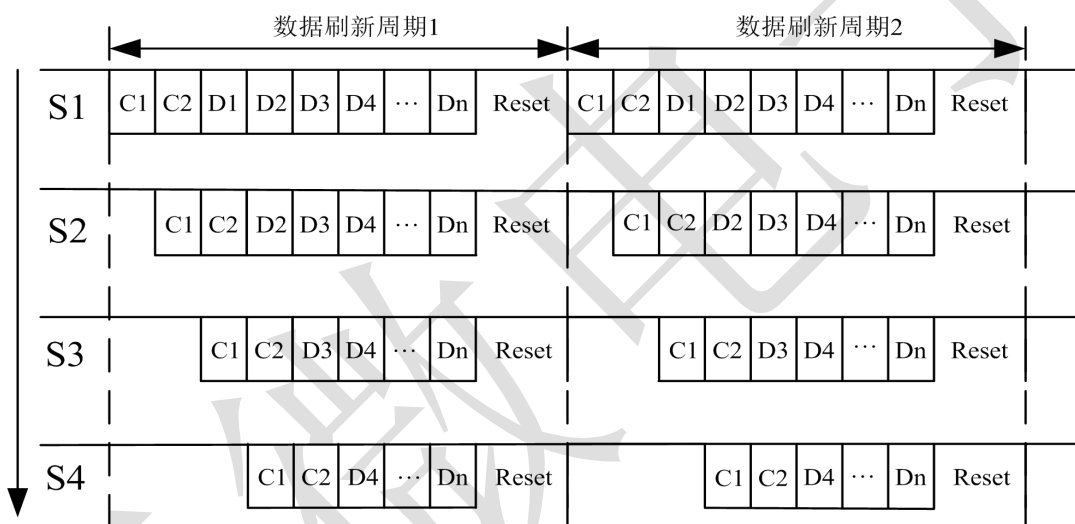 数据刷新周期1 数据刷新周期2
S1 C1 C2 D1 D2 D3 D4 ··· Dn Reset C1 C2 D1 D2 D3 D4 ··· Dn Reset
S2 C1 C2 D2 D3 D4 ··· Dn Reset C1 C2 D2 D3 D4 ··· Dn Reset
S3 C1 C2 D3 D4 ··· Dn Reset C1 C2 D3 D4 ··· Dn Reset
S4 C1 C2 D4 ··· Dn Reset C1 C2 D4 ··· Dn Reset
微电